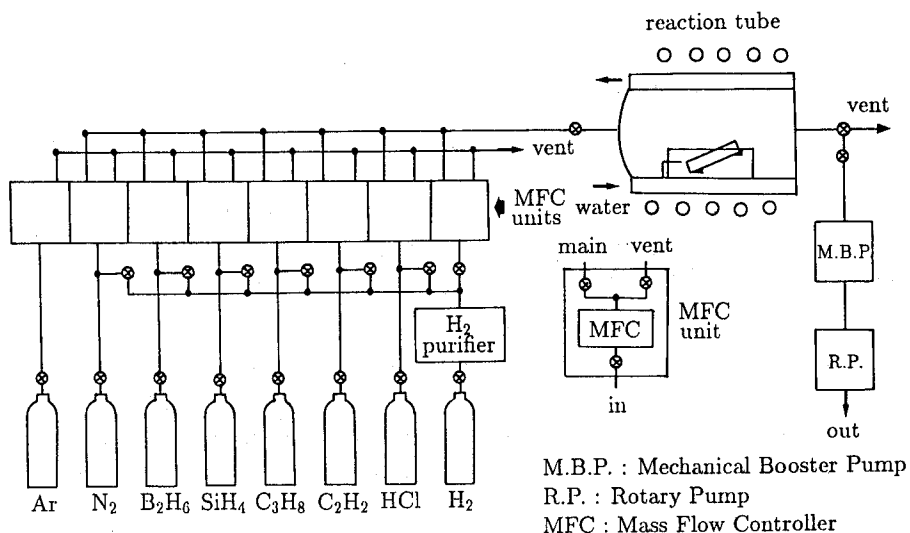 reaction tube
vent
vent
MFC
units
water
main vent
M.B.P
MFC
MFC
unit
H₂
purifier
in
R.P.
out
Ar N₂ B₂H₆ SiH₄ C₃H₈ C₂H₂ HCl H₂
M.B.P. : Mechanical Booster Pump
R.P. : Rotary Pump
MFC : Mass Flow Controller